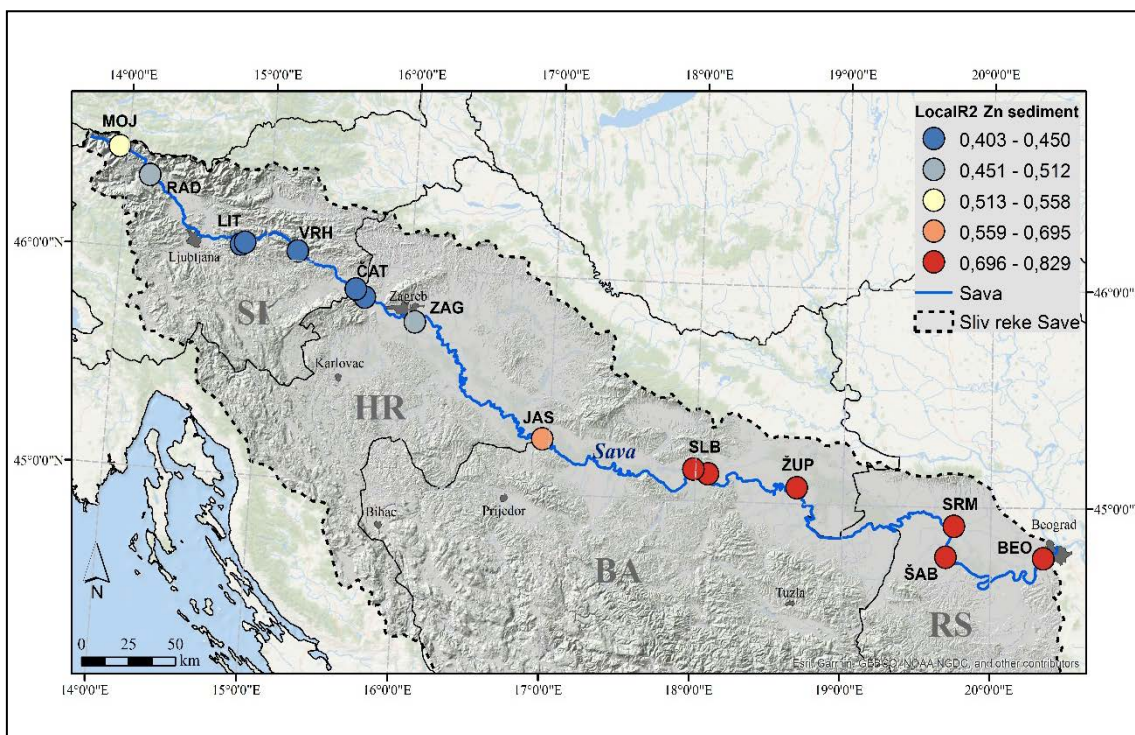 14°0'0"E 15°0'0"E 16°0'0"E 17°0'0"E 18°0'0"E 19°0'0"E 20°0'0"E
LocalR2 Zn sediment
0,403 - 0,450
0,451 - 0,512
0,513 - 0,558
0,559 - 0,695
0,696 - 0,829
Sava
Sliv reke Save
MOJ
RAD
LIT
VRH
Ljubljana
46°0'0"N
ČAT
Zagreb
ZAG
46°0'0"N
SI
Karlovac
HR
JAS
Sava
SLB
ŽUP
45°0'0"N
Bihac
Prijedor
SRM
45°0'0"N
Beograd
BEO
ŠAB
BA
Tuzla
RS
N
0 25 50
km
Esri, Garmin, GEBCO, NOAA NGDC, and other contributors
14°0'0"E 15°0'0"E 16°0'0"E 17°0'0"E 18°0'0"E 19°0'0"E 20°0'0"E